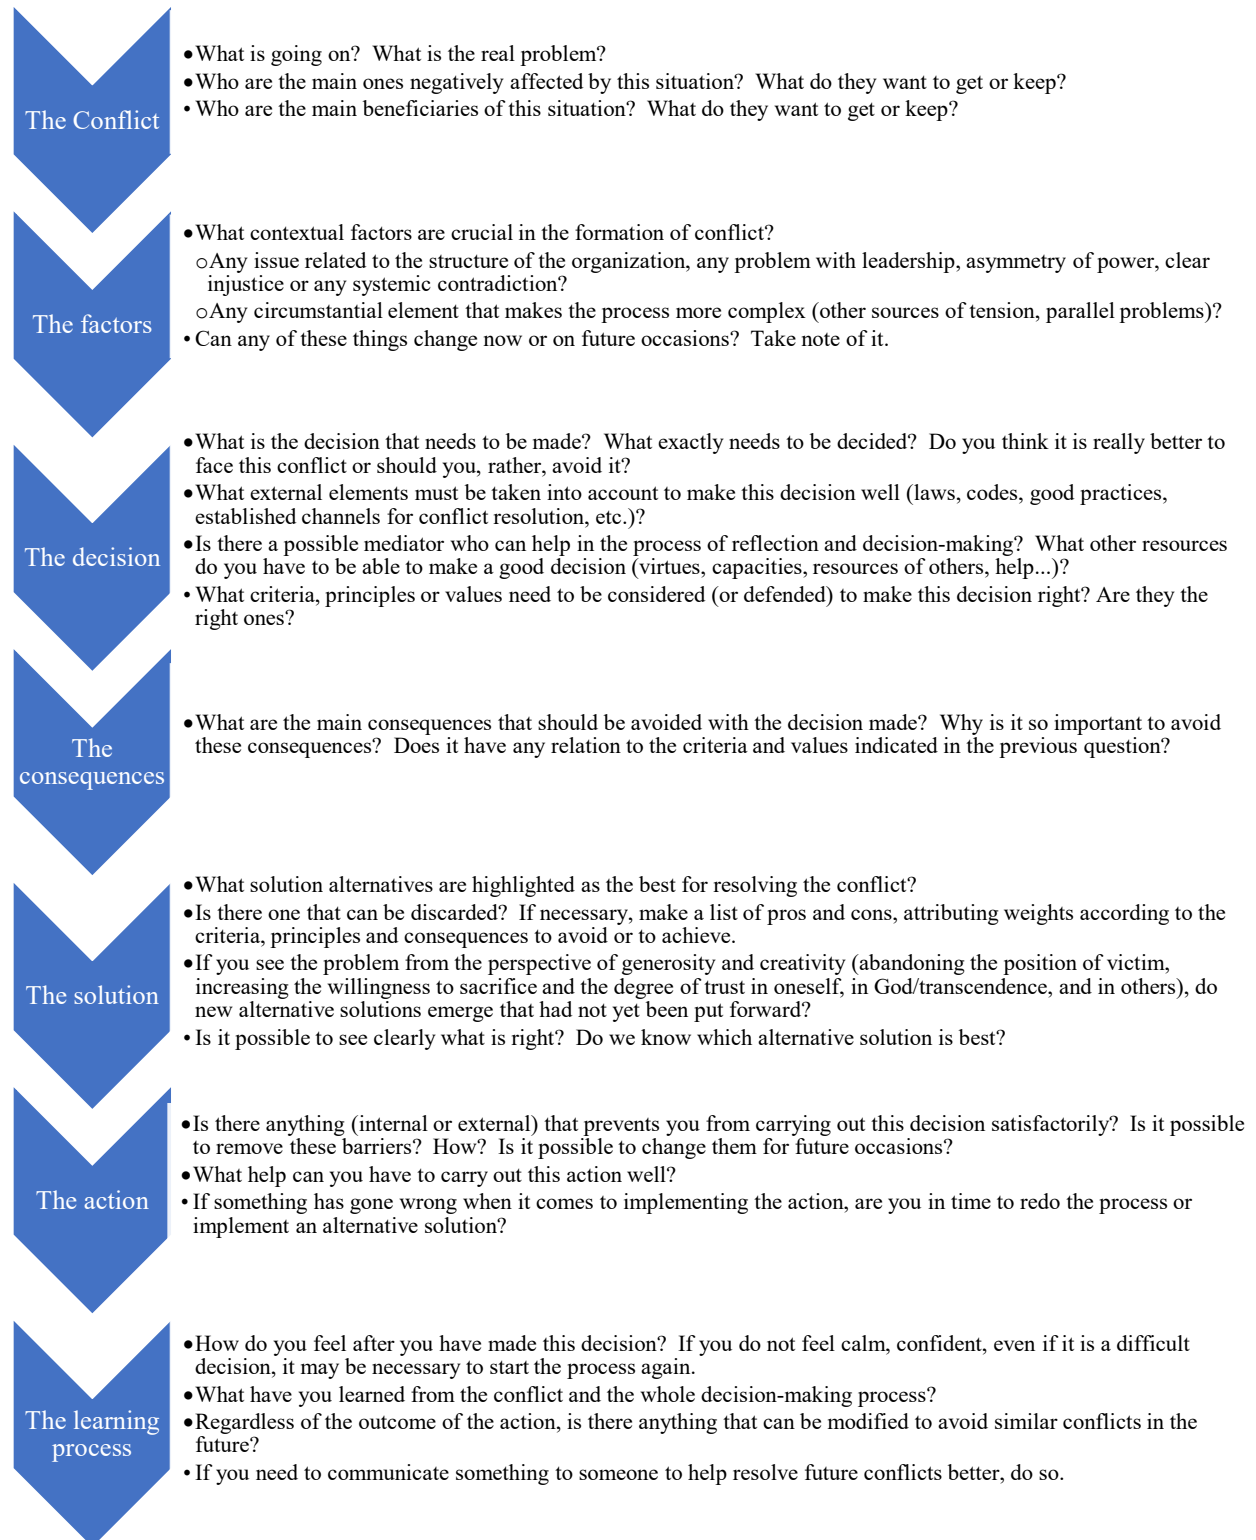 The Conflict
•What is going on?  What is the real problem?
•Who are the main ones negatively affected by this situation?  What do they want to get or keep?
• Who are the main beneficiaries of this situation?  What do they want to get or keep?
The factors
•What contextual factors are crucial in the formation of conflict?
oAny issue related to the structure of the organization, any problem with leadership, asymmetry of power, clear
injustice or any systemic contradiction?
oAny circumstantial element that makes the process more complex (other sources of tension, parallel problems)?
• Can any of these things change now or on future occasions?  Take note of it.
The decision
•What is the decision that needs to be made?  What exactly needs to be decided?  Do you think it is really better to
face this conflict or should you, rather, avoid it?
•What external elements must be taken into account to make this decision well (laws, codes, good practices,
established channels for conflict resolution, etc.)?
•Is there a possible mediator who can help in the process of reflection and decision-making?  What other resources
do you have to be able to make a good decision (virtues, capacities, resources of others, help...)?
• What criteria, principles or values need to be considered (or defended) to make this decision right? Are they the
right ones?
The
consequences
•What are the main consequences that should be avoided with the decision made?  Why is it so important to avoid
these consequences?  Does it have any relation to the criteria and values indicated in the previous question?
The solution
•What solution alternatives are highlighted as the best for resolving the conflict?
•Is there one that can be discarded?  If necessary, make a list of pros and cons, attributing weights according to the
criteria, principles and consequences to avoid or to achieve.
•If you see the problem from the perspective of generosity and creativity (abandoning the position of victim,
increasing the willingness to sacrifice and the degree of trust in oneself, in God/transcendence, and in others), do
new alternative solutions emerge that had not yet been put forward?
• Is it possible to see clearly what is right?  Do we know which alternative solution is best?
The action
•Is there anything (internal or external) that prevents you from carrying out this decision satisfactorily?  Is it possible
to remove these barriers?  How?  Is it possible to change them for future occasions?
•What help can you have to carry out this action well?
• If something has gone wrong when it comes to implementing the action, are you in time to redo the process or
implement an alternative solution?
The learning
process
•How do you feel after you have made this decision?  If you do not feel calm, confident, even if it is a difficult
decision, it may be necessary to start the process again.
•What have you learned from the conflict and the whole decision-making process?
•Regardless of the outcome of the action, is there anything that can be modified to avoid similar conflicts in the
future?
• If you need to communicate something to someone to help resolve future conflicts better, do so.